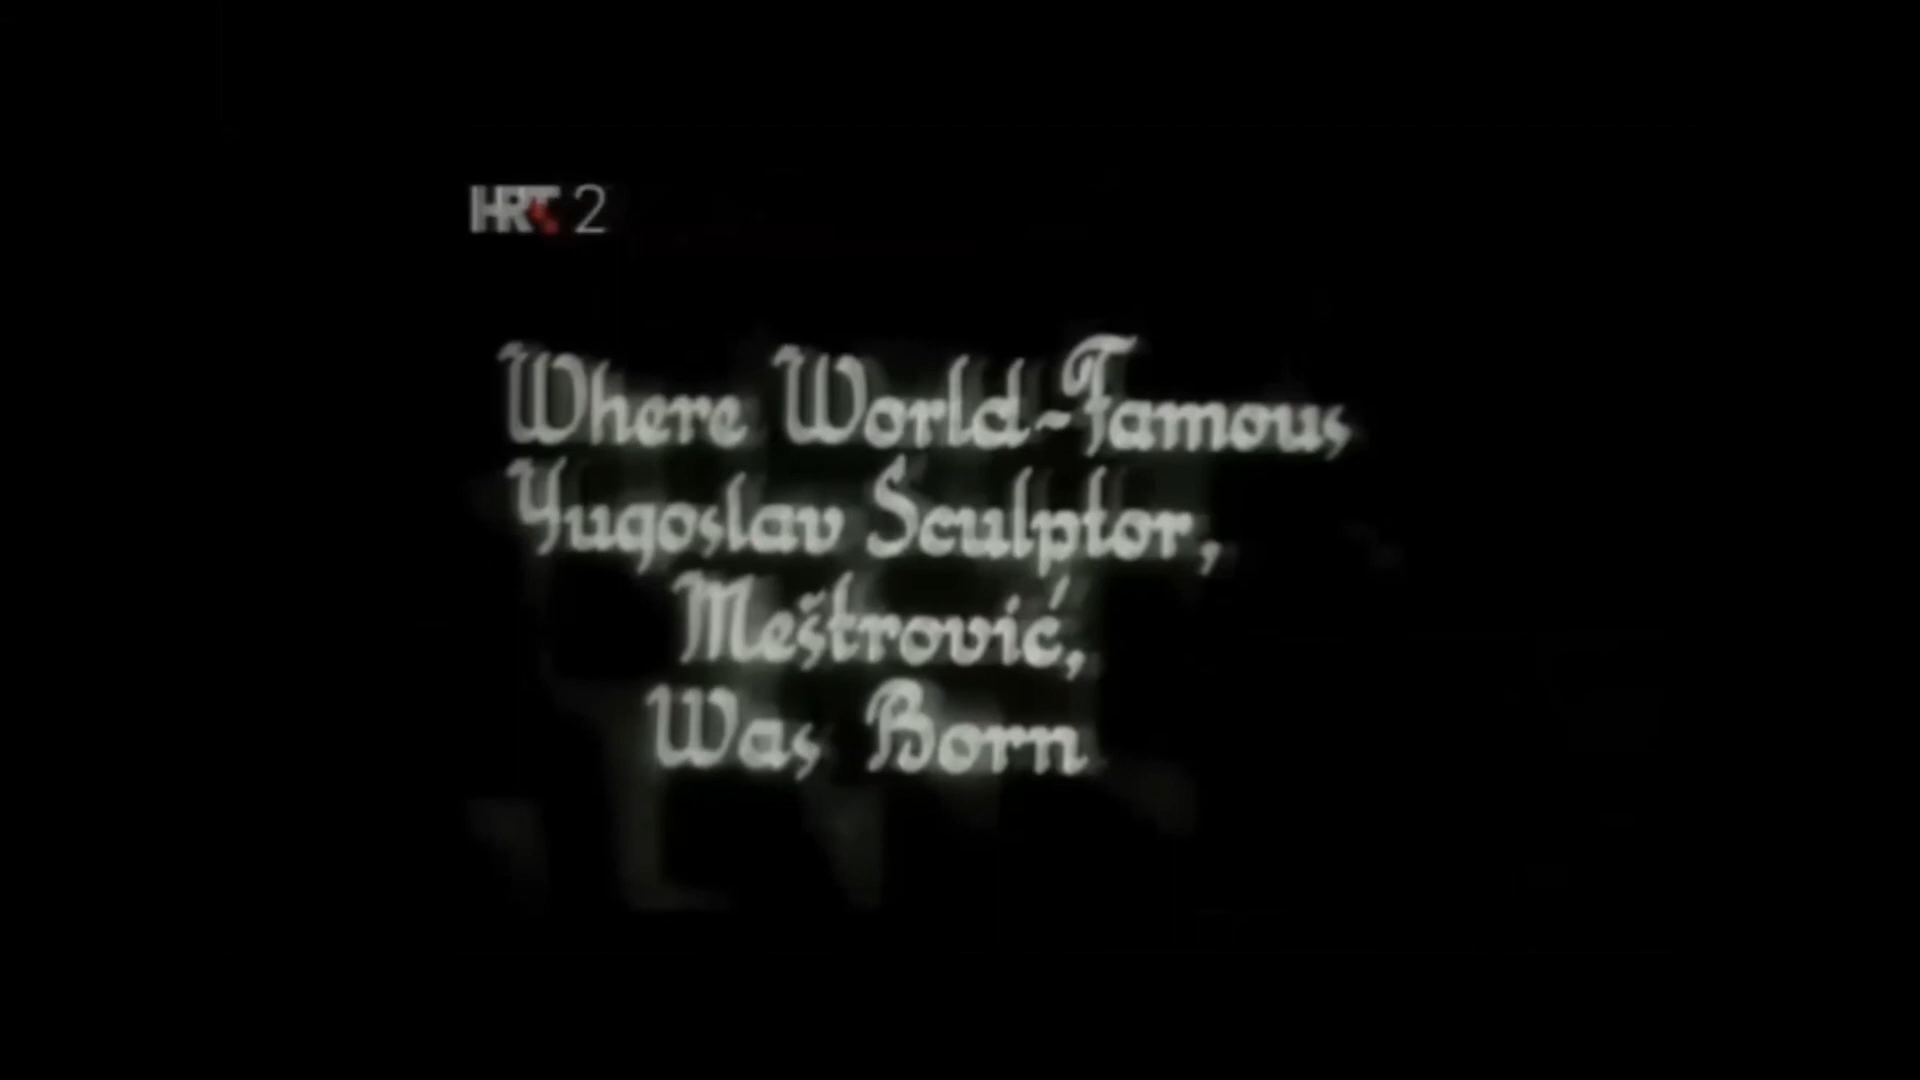 HRT 2
Where World-Famous
Yugoslav Sculptor,
Meštrović,
Was Born